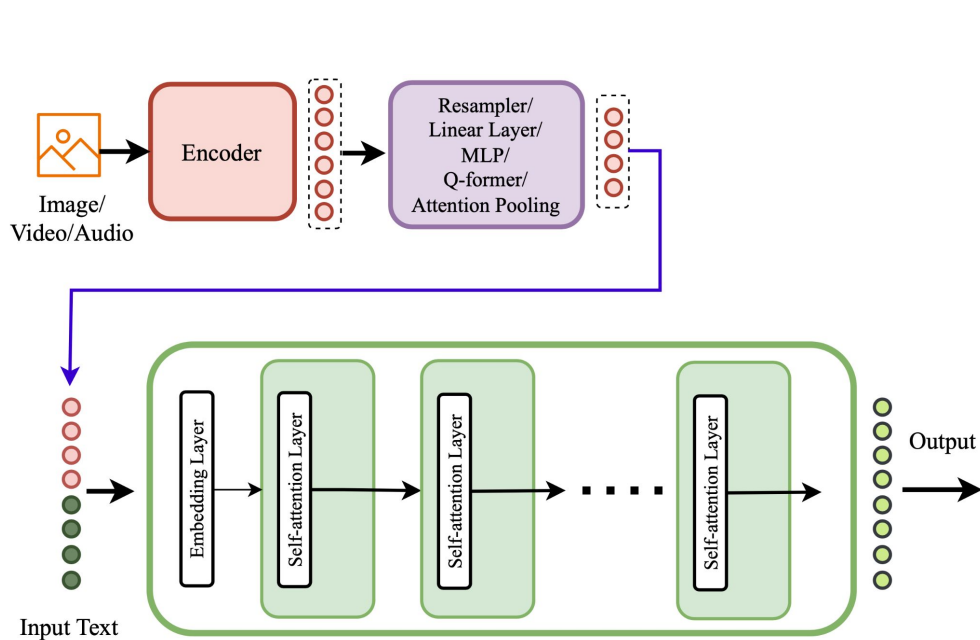 Image/
Video/Audio
Encoder
Resampler/
Linear Layer/
MLP/
Q-former/
Attention Pooling
Input Text
Embedding Layer
Self-attention Layer
Self-attention Layer
Self-attention Layer
Output